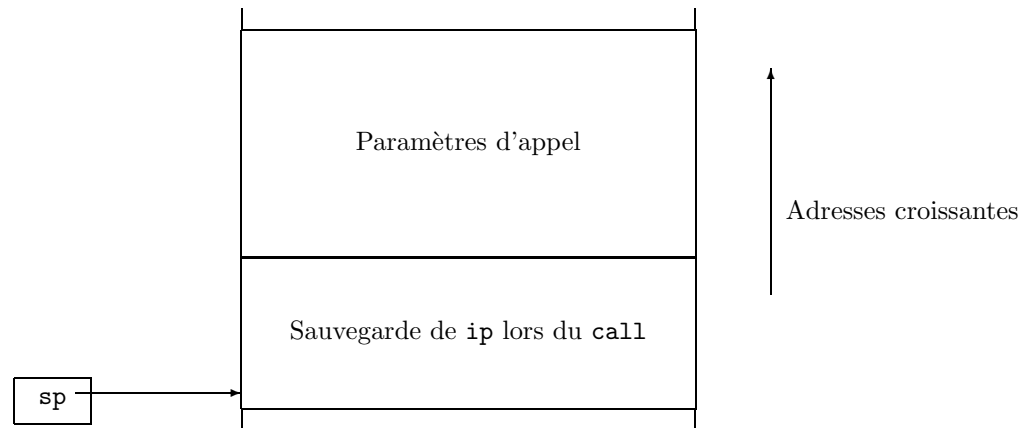 Paramètres d'appel
Adresses croissantes
Sauvegarde de ip lors du call
sp